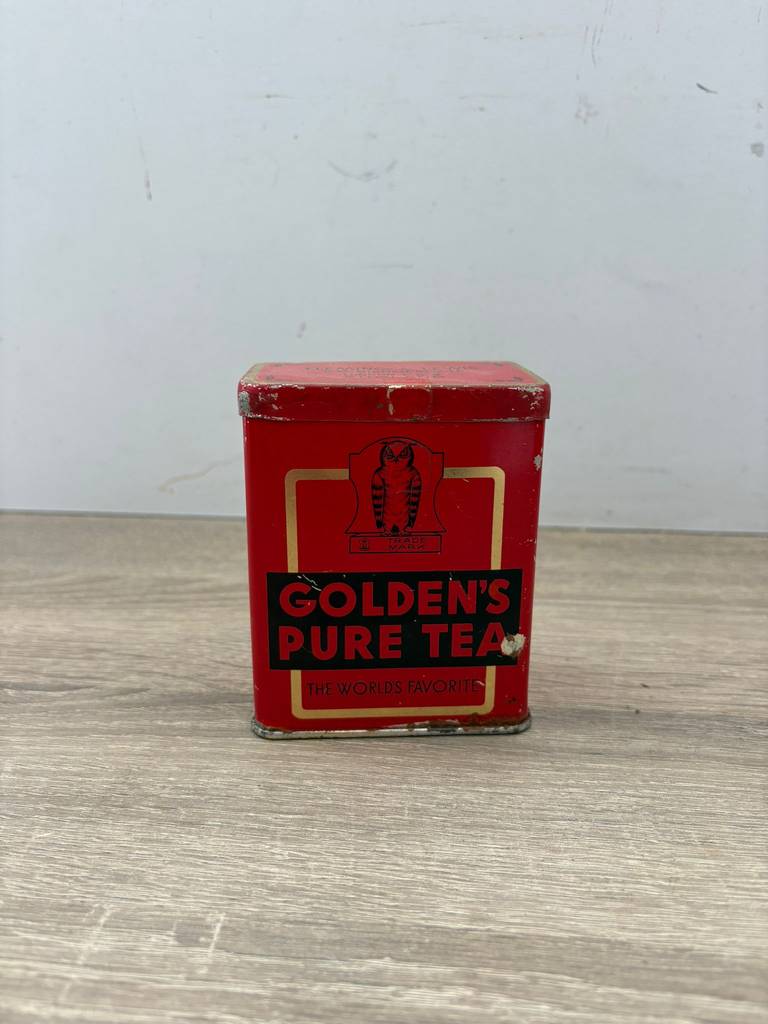 TRADE
MARK
GOLDEN'S
PURE TEA
THE WORLD'S FAVORITE